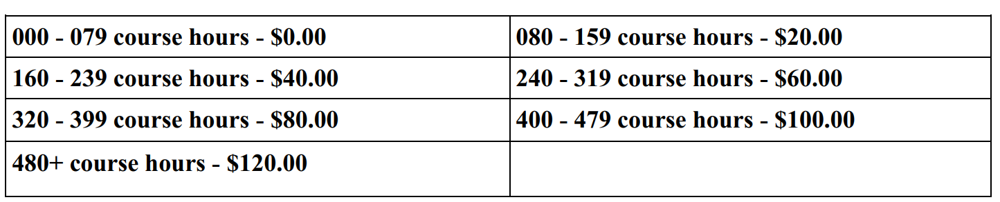 000 - 079 course hours - $0.00
080 - 159 course hours - $20.00
160 - 239 course hours - $40.00
240 - 319 course hours - $60.00
320 - 399 course hours - $80.00
400 - 479 course hours - $100.00
480+ course hours - $120.00